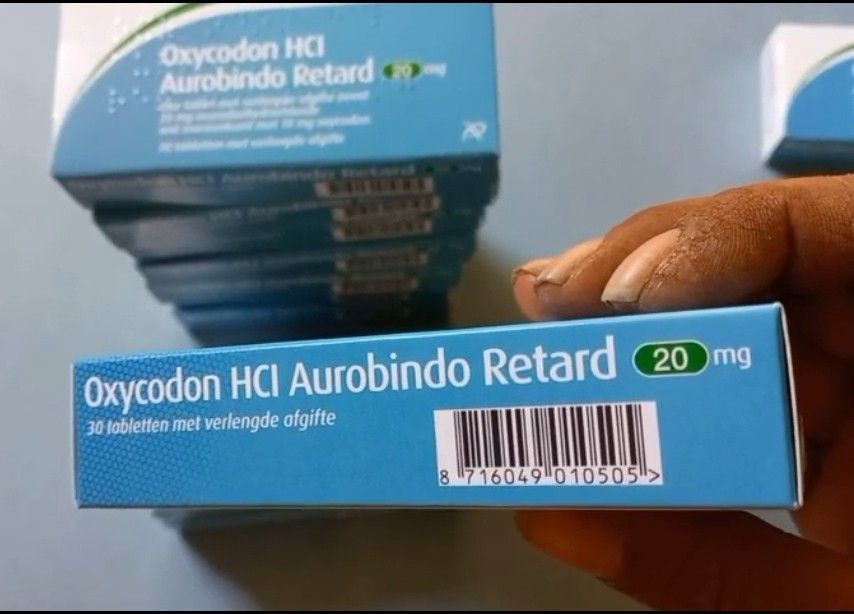 Oxycodon HCl
Aurobindo Retard 20 mg
30 tabletten met verlengde afgifte
Oxycodon HCl Aurobindo Retard 20 mg
30 tabletten met verlengde afgifte
8 716049 010505 >